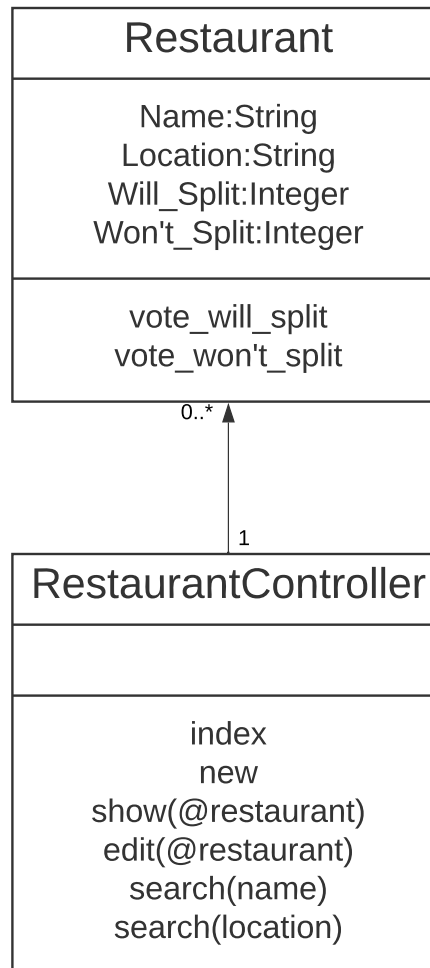 Restaurant
Name:String
Location:String
Will_Split:Integer
Won't_Split:Integer
vote_will_split
vote_won't_split
0..*
1
RestaurantController
index
new
show(@restaurant)
edit(@restaurant)
search(name)
search(location)